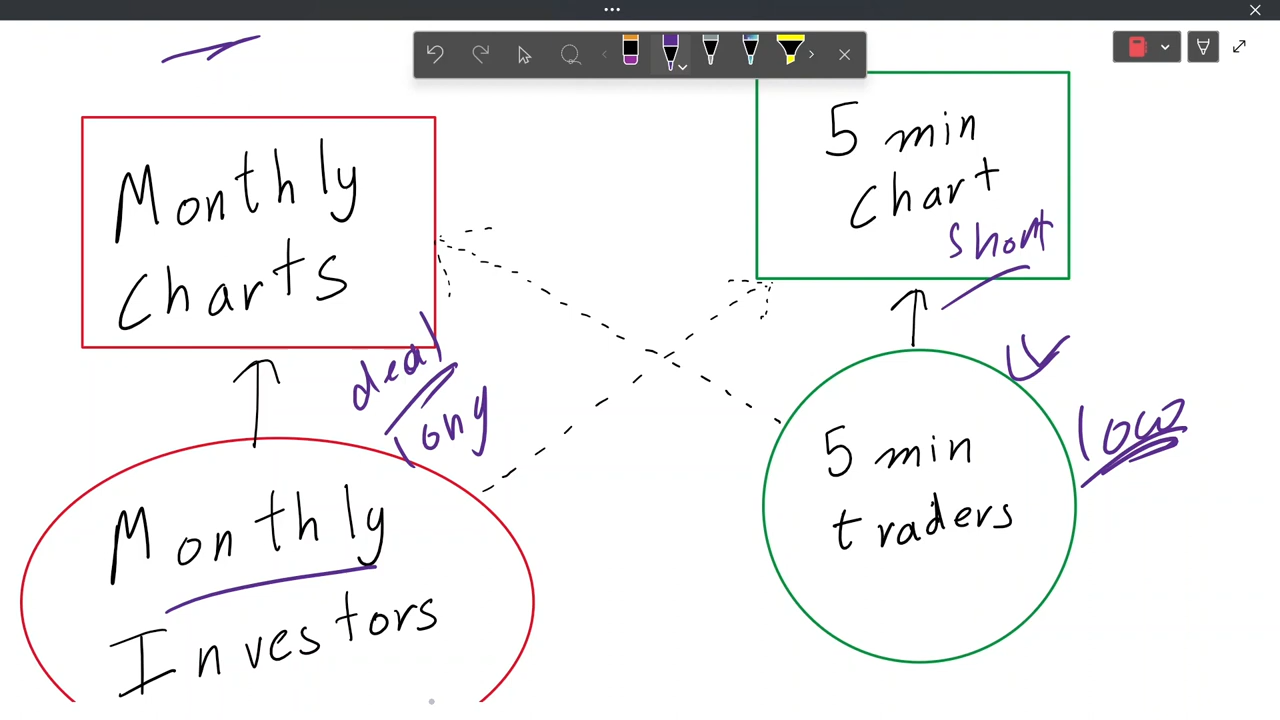 Monthly
Charts
deal
long
Monthly
Investors
5 min
chart
short
5 min
traders
low